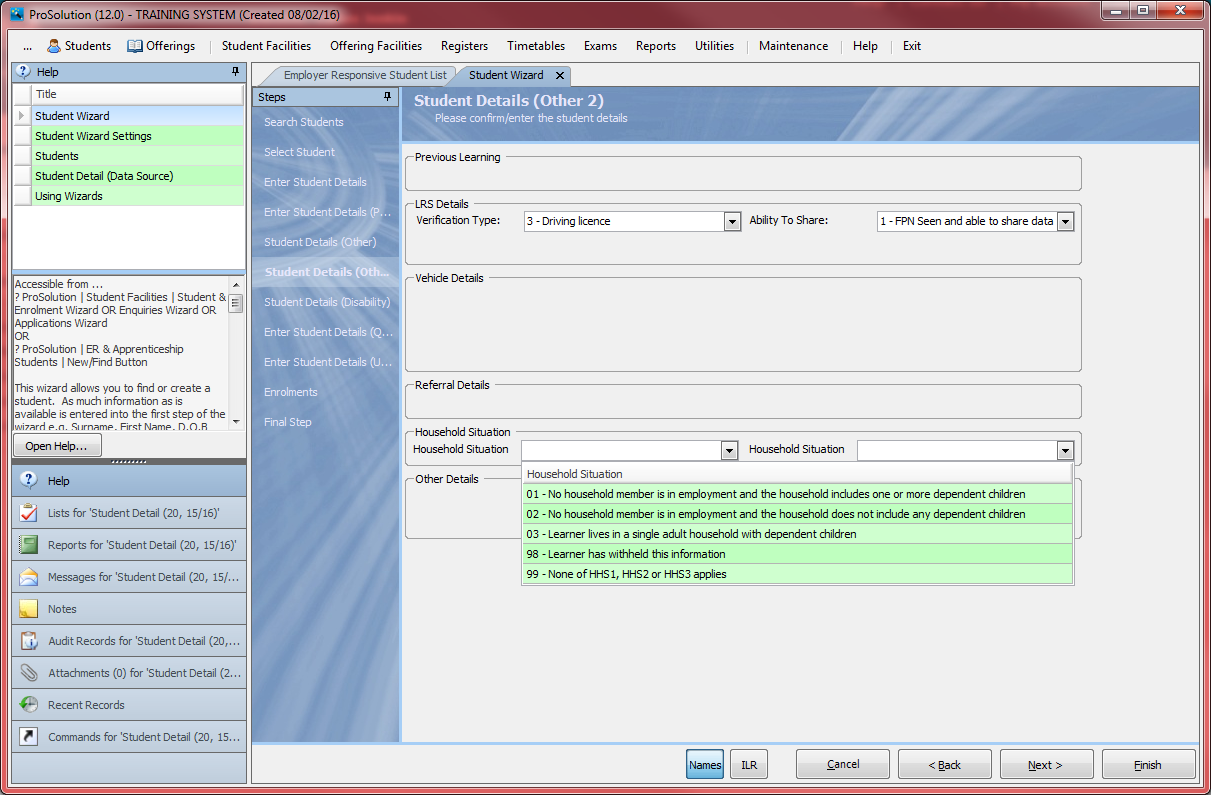 ProSolution (12.0) - TRAINING SYSTEM (Created 08/02/16)
... Students Offerings Student Facilities Offering Facilities Registers Timetables Exams Reports Utilities Maintenance Help Exit
Help
Title
Student Wizard
Student Wizard Settings
Students
Student Detail (Data Source)
Using Wizards
Accessible from ...
? ProSolution | Student Facilities | Student &
Enrolment Wizard OR Enquiries Wizard OR
Applications Wizard
OR
? ProSolution | ER & Apprenticeship
Students | New/Find Button
This wizard allows you to find or create a
student. As much information as is
available is entered into the first step of the
wizard e.g. Surname, First Name, D.O.B
Open Help...
Help
Lists for 'Student Detail (20, 15/16)'
Reports for 'Student Detail (20, 15/16)'
Messages for 'Student Detail (20, 15/...
Notes
Audit Records for 'Student Detail (20,...
Attachments (0) for 'Student Detail (2...
Recent Records
Commands for 'Student Detail (20, 15...
Employer Responsive Student List
Student Wizard
Steps
Search Students
Select Student
Enter Student Details
Enter Student Details (P...
Student Details (Other)
Student Details (Oth...
Student Details (Disability)
Enter Student Details (Q...
Enter Student Details (U...
Enrolments
Final Step
Student Details (Other 2)
Please confirm/enter the student details
Previous Learning
LRS Details
Verification Type: 3 - Driving licence Ability To Share: 1 - FPN Seen and able to share data
Vehicle Details
Referral Details
Household Situation
Household Situation Household Situation
Household Situation
01 - No household member is in employment and the household includes one or more dependent children
02 - No household member is in employment and the household does not include any dependent children
03 - Learner lives in a single adult household with dependent children
98 - Learner has withheld this information
99 - None of HHS1, HHS2 or HHS3 applies
Other Details
Names ILR Cancel < Back Next > Finish